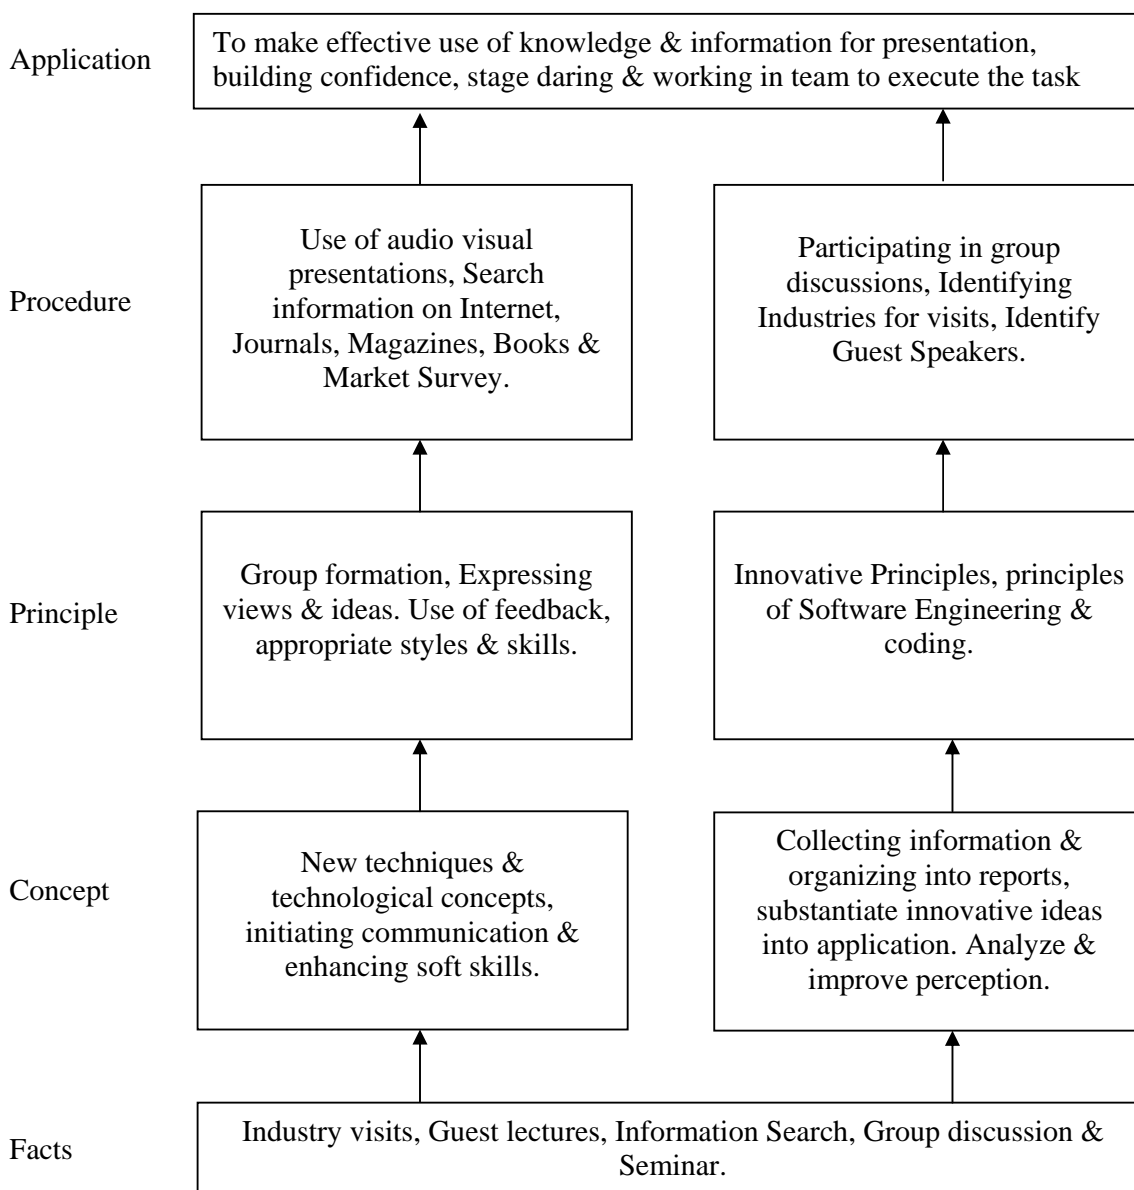 Application
To make effective use of knowledge & information for presentation,
building confidence, stage daring & working in team to execute the task
Procedure
Use of audio visual
presentations, Search
information on Internet,
Journals, Magazines, Books &
Market Survey.
Participating in group
discussions, Identifying
Industries for visits, Identify
Guest Speakers.
Principle
Group formation, Expressing
views & ideas. Use of feedback,
appropriate styles & skills.
Innovative Principles, principles
of Software Engineering &
coding.
Concept
New techniques &
technological concepts,
initiating communication &
enhancing soft skills.
Collecting information &
organizing into reports,
substantiate innovative ideas
into application. Analyze &
improve perception.
Facts
Industry visits, Guest lectures, Information Search, Group discussion &
Seminar.